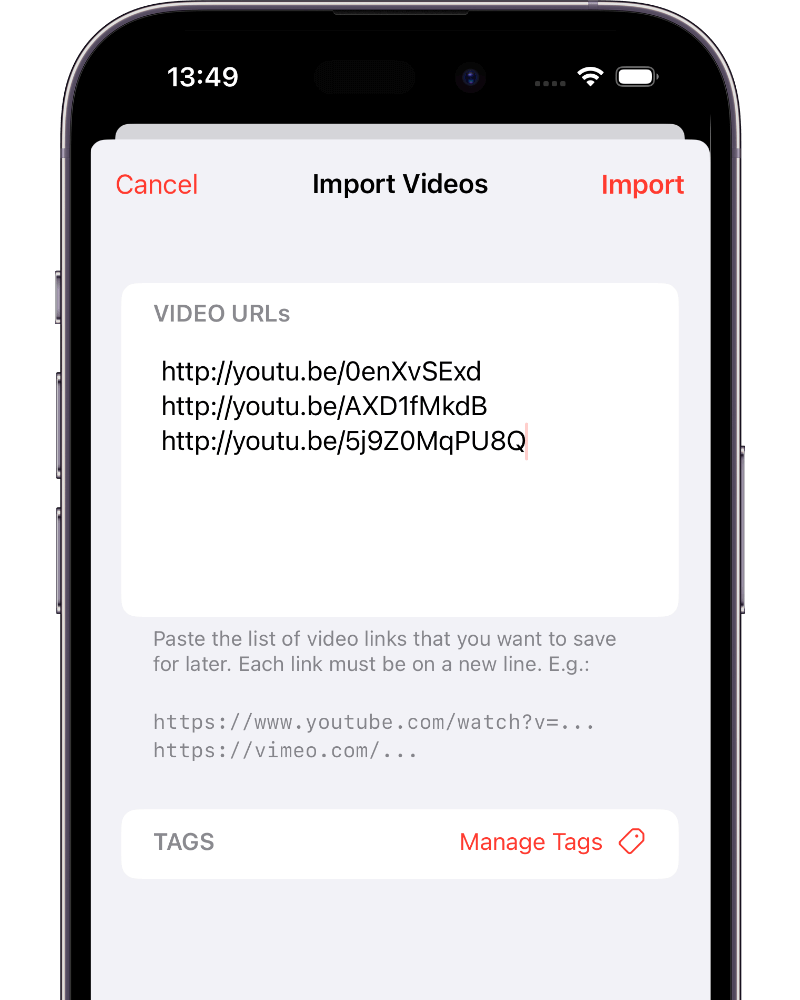 13:49
Cancel Import Videos Import
VIDEO URLs
http://youtu.be/0enXvSExd
http://youtu.be/AXD1fMkdB
http://youtu.be/5j9Z0MqPU8Q
Paste the list of video links that you want to save
for later. Each link must be on a new line. E.g.:
https://www.youtube.com/watch?v=...
https://vimeo.com/...
TAGS Manage Tags